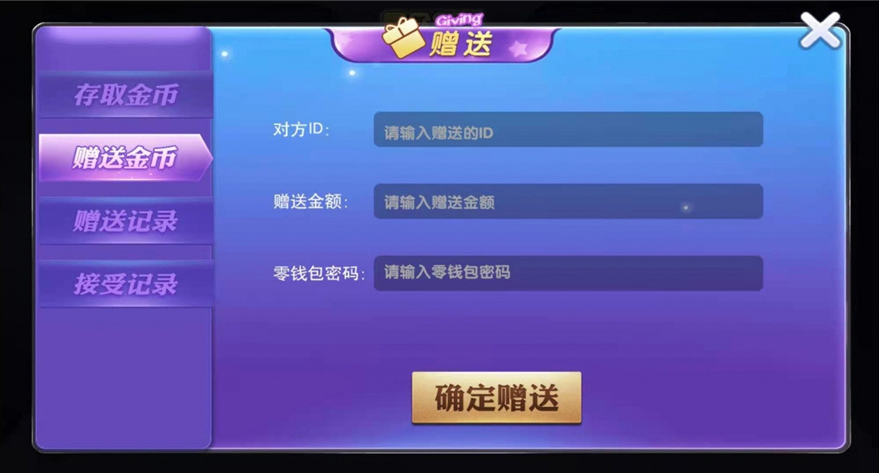 Giving
赠送
存取金币
赠送金币
赠送记录
接受记录
对方ID:
请输入赠送的ID
赠送金额:
请输入赠送金额
零钱包密码:
请输入零钱包密码
确定赠送